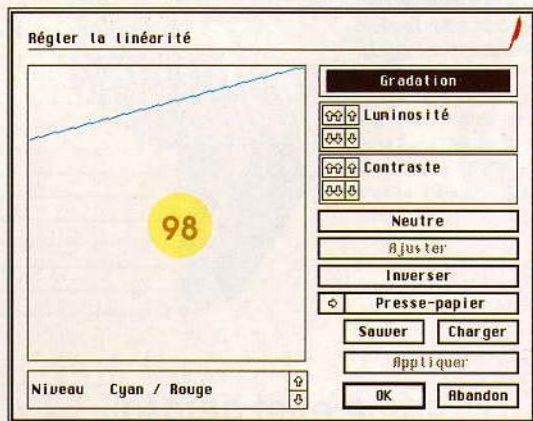 Régler la linéarité
Gradation
Luminosité
Contraste
98
Neutre
Ajuster
Inverser
Presse-papier
Sauver Charger
Appliquer
Niveau Cyan / Rouge
OK Abandon